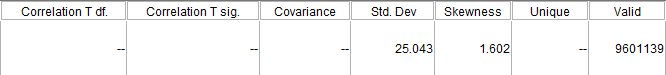 Correlation T df. Correlation T sig. Covariance Std. Dev Skewness Unique Valid
-- -- -- 25.043 1.602 -- 9601139